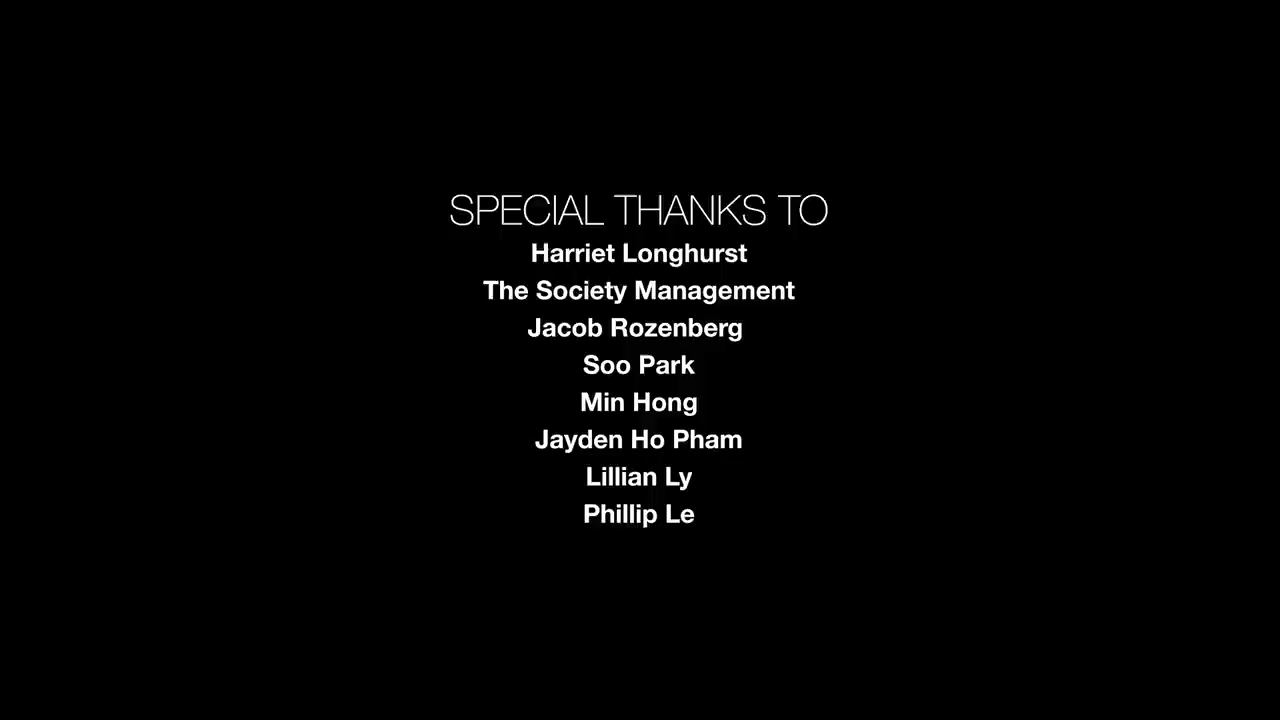 SPECIAL THANKS TO
Harriet Longhurst
The Society Management
Jacob Rozenberg
Soo Park
Min Hong
Jayden Ho Pham
Lillian Ly
Phillip Le